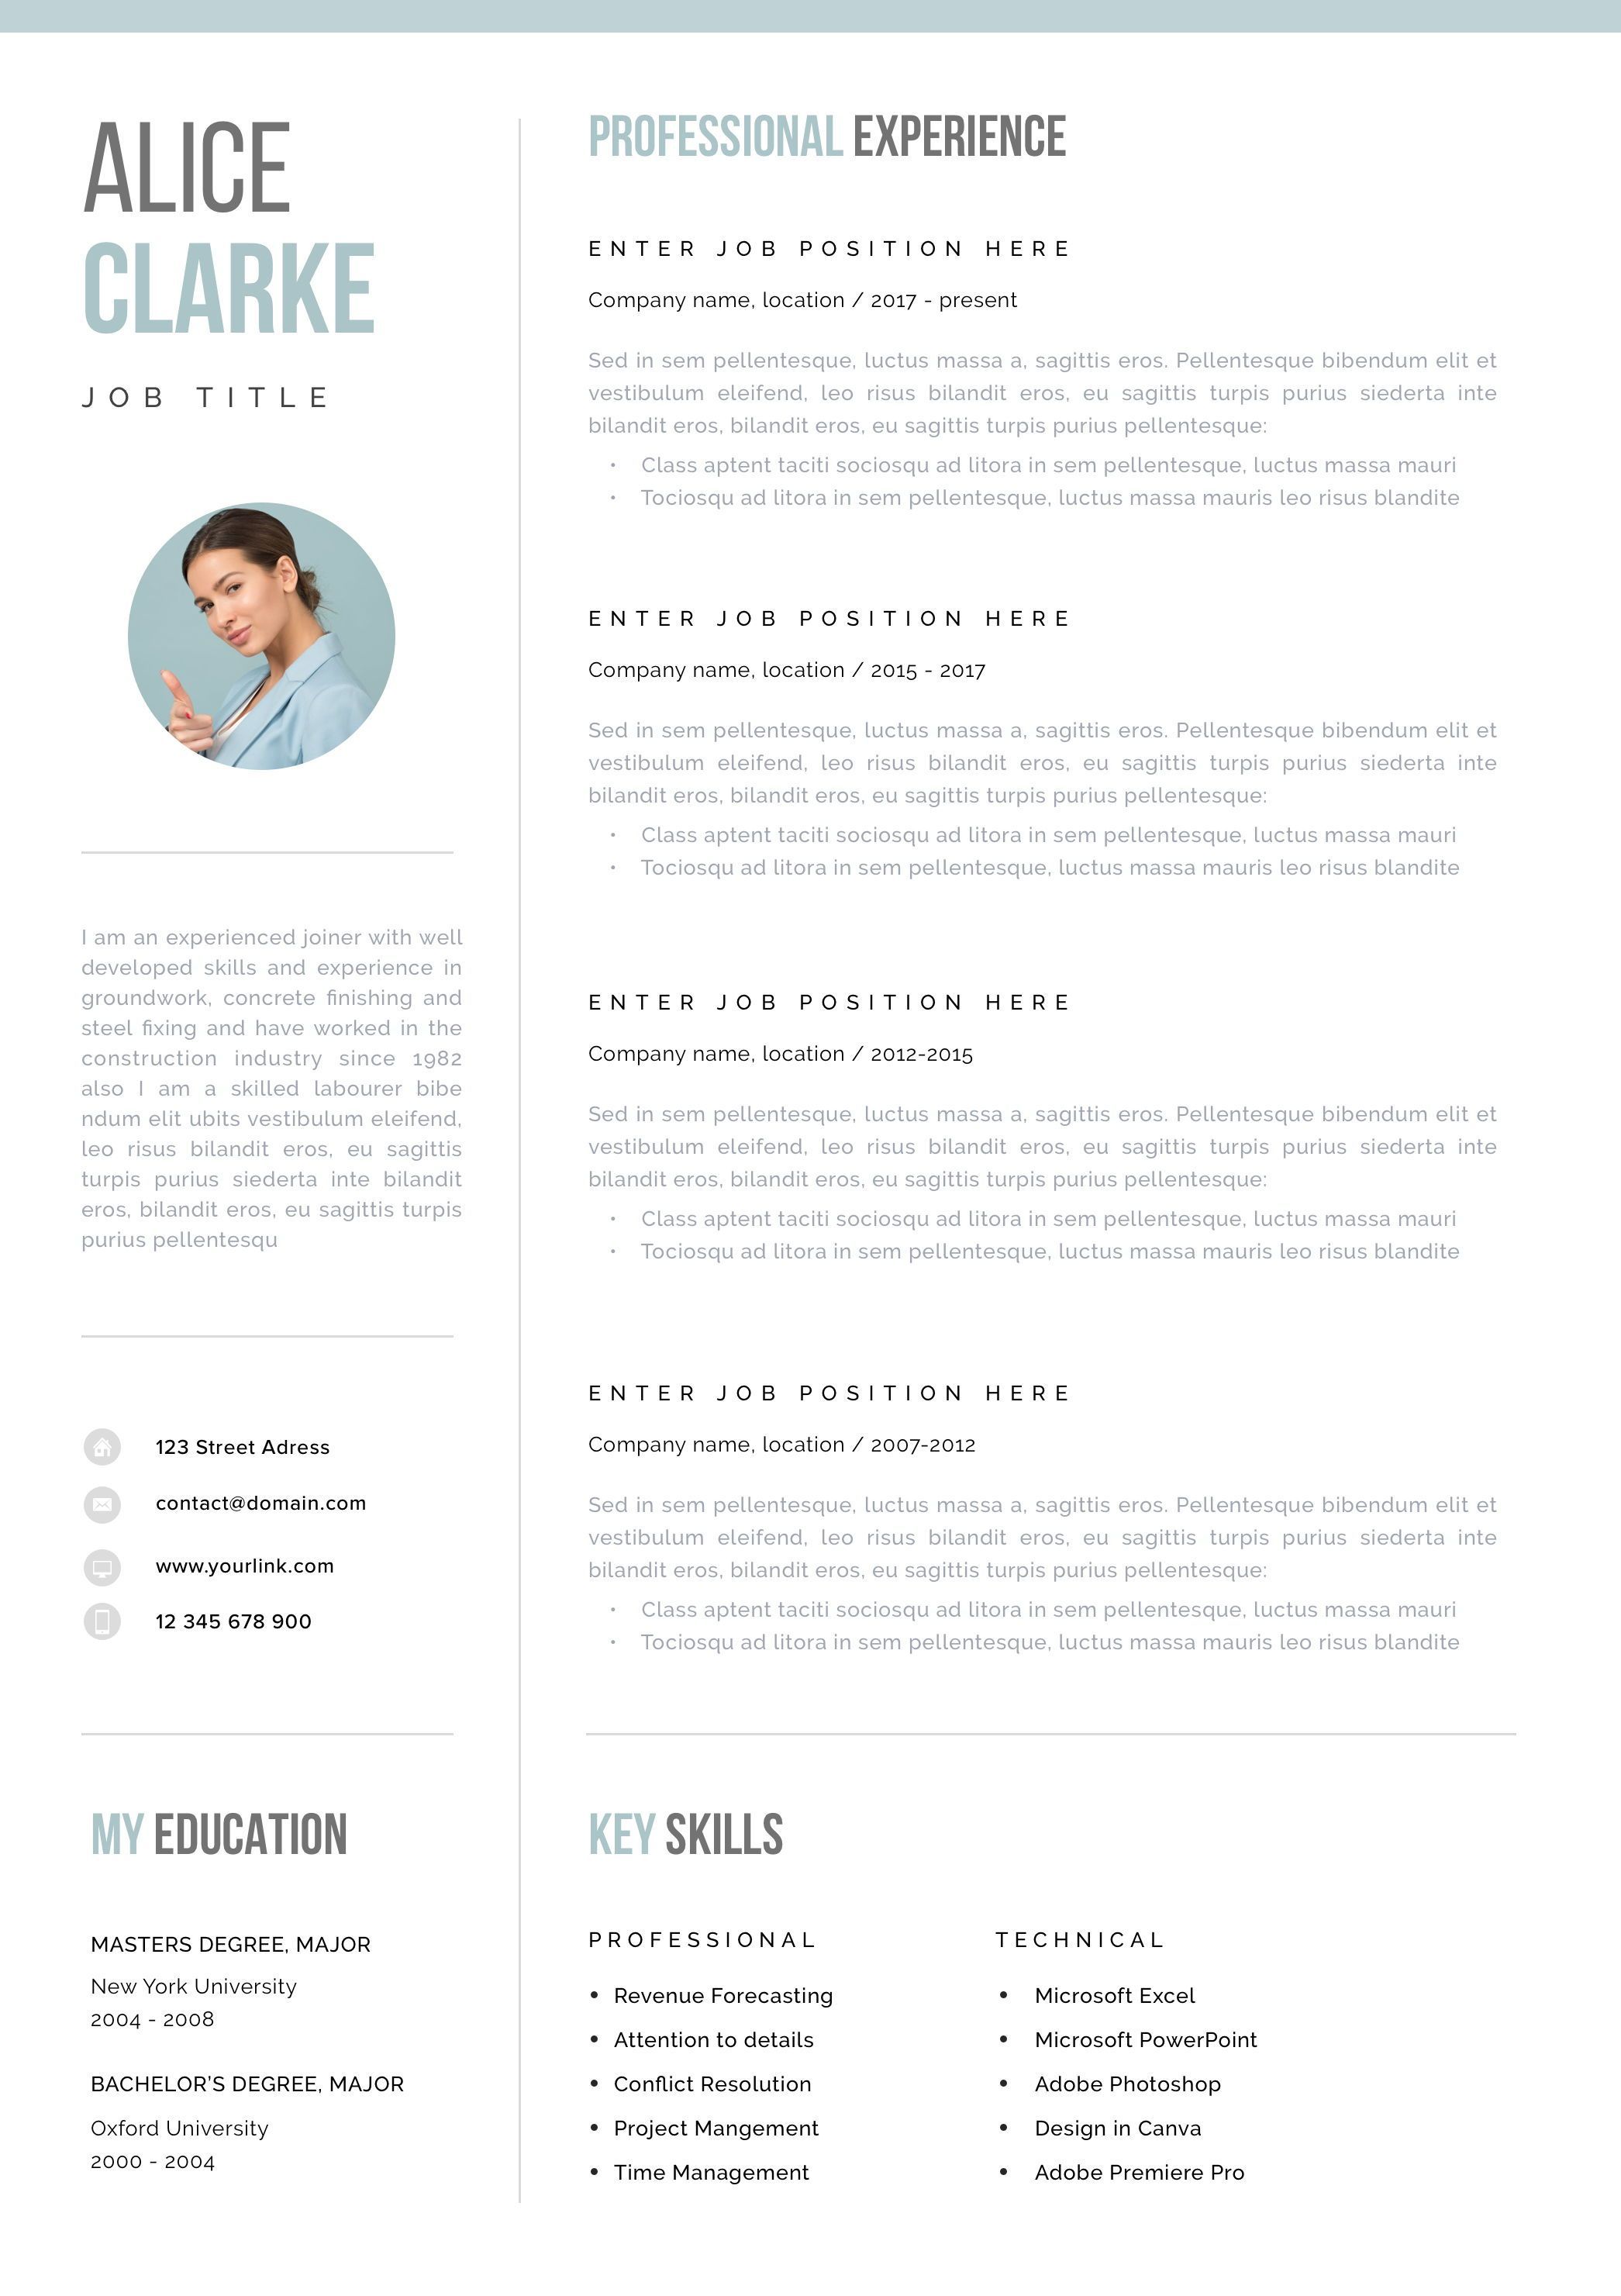 ALICE
CLARKE
JOB TITLE
I am an experienced joiner with well
developed skills and experience in
groundwork, concrete finishing and
steel fixing and have worked in the
construction industry since 1982
also I am a skilled labourer bibe
ndum elit ubits vestibulum eleifend,
leo risus bilandit eros, eu sagittis
turpis purius siederta inte bilandit
eros, bilandit eros, eu sagittis turpis
purius pellentesqu
123 Street Adress
contact@domain.com
www.yourlink.com
12 345 678 900
MY EDUCATION
MASTERS DEGREE, MAJOR
New York University
2004 - 2008
BACHELOR'S DEGREE, MAJOR
Oxford University
2000 - 2004
PROFESSIONAL EXPERIENCE
ENTER JOB POSITION HERE
Company name, location / 2017 - present
Sed in sem pellentesque, luctus massa a, sagittis eros. Pellentesque bibendum elit et
vestibulum eleifend, leo risus bilandit eros, eu sagittis turpis purius siederta inte
bilandit eros, bilandit eros, eu sagittis turpis purius pellentesque:
• Class aptent taciti sociosqu ad litora in sem pellentesque, luctus massa mauri
• Tociosqu ad litora in sem pellentesque, luctus massa mauris leo risus blandite
ENTER JOB POSITION HERE
Company name, location / 2015 - 2017
Sed in sem pellentesque, luctus massa a, sagittis eros. Pellentesque bibendum elit et
vestibulum eleifend, leo risus bilandit eros, eu sagittis turpis purius siederta inte
bilandit eros, bilandit eros, eu sagittis turpis purius pellentesque:
• Class aptent taciti sociosqu ad litora in sem pellentesque, luctus massa mauri
• Tociosqu ad litora in sem pellentesque, luctus massa mauris leo risus blandite
ENTER JOB POSITION HERE
Company name, location / 2012-2015
Sed in sem pellentesque, luctus massa a, sagittis eros. Pellentesque bibendum elit et
vestibulum eleifend, leo risus bilandit eros, eu sagittis turpis purius siederta inte
bilandit eros, bilandit eros, eu sagittis turpis purius pellentesque:
• Class aptent taciti sociosqu ad litora in sem pellentesque, luctus massa mauri
• Tociosqu ad litora in sem pellentesque, luctus massa mauris leo risus blandite
ENTER JOB POSITION HERE
Company name, location / 2007-2012
Sed in sem pellentesque, luctus massa a, sagittis eros. Pellentesque bibendum elit et
vestibulum eleifend, leo risus bilandit eros, eu sagittis turpis purius siederta inte
bilandit eros, bilandit eros, eu sagittis turpis purius pellentesque:
• Class aptent taciti sociosqu ad litora in sem pellentesque, luctus massa mauri
• Tociosqu ad litora in sem pellentesque, luctus massa mauris leo risus blandite
KEY SKILLS
PROFESSIONAL
• Revenue Forecasting
• Attention to details
• Conflict Resolution
• Project Mangement
• Time Management
TECHNICAL
• Microsoft Excel
• Microsoft PowerPoint
• Adobe Photoshop
• Design in Canva
• Adobe Premiere Pro